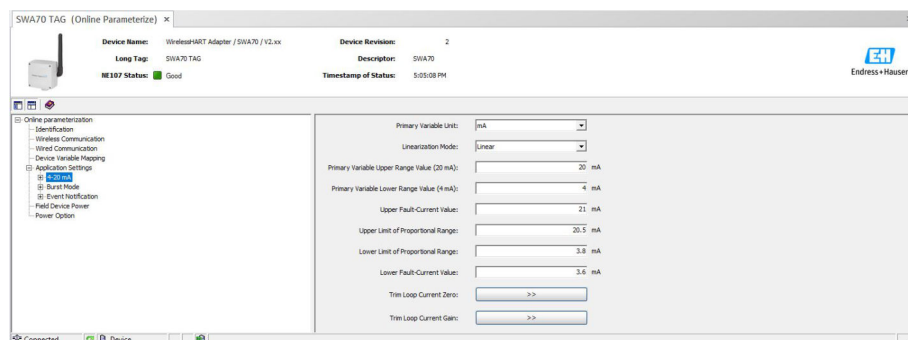 SWA70 TAG (Online Parameterize) ×
Device Name: WirelessHART Adapter / SWA70 / V2.xx Device Revision: 2
Long Tag: SWA70 TAG Descriptor: SWA70
NE107 Status: Good Timestamp of Status: 5:05:08 PM
EH
Endress+Hauser
Online parameterization
Identification
Wireless Communication
Wired Communication
Device Variable Mapping
Application Settings
4-20 mA
Burst Mode
Event Notification
Field Device Power
Power Option
Primary Variable Unit: mA
Linearization Mode: Linear
Primary Variable Upper Range Value (20 mA): 20 mA
Primary Variable Lower Range Value (4 mA): 4 mA
Upper Fault-Current Value: 21 mA
Upper Limit of Proportional Range: 20.5 mA
Lower Limit of Proportional Range: 3.8 mA
Lower Fault-Current Value: 3.6 mA
Trim Loop Current Zero: >>
Trim Loop Current Gain: >>
Connected Device